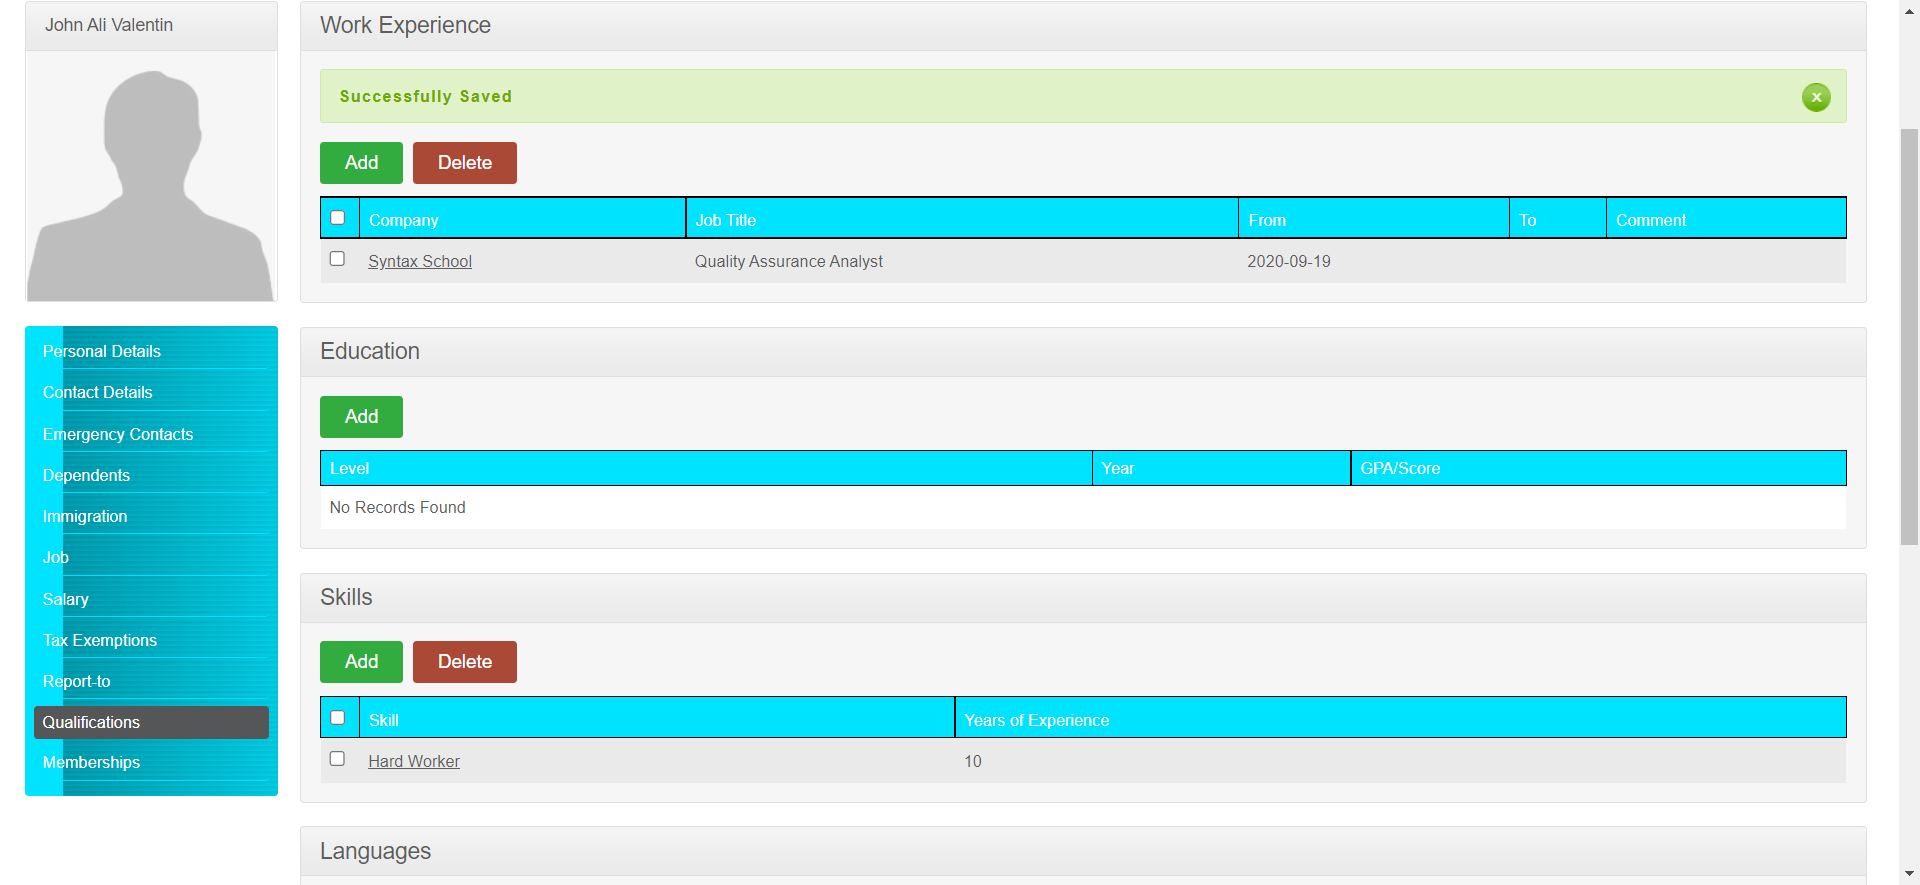 John Ali Valentin
Personal Details
Contact Details
Emergency Contacts
Dependents
Immigration
Job
Salary
Tax Exemptions
Report-to
Qualifications
Memberships
Work Experience
Successfully Saved x
Add Delete
Company Job Title From To Comment
Syntax School Quality Assurance Analyst 2020-09-19
Education
Add
Level Year GPA/Score
No Records Found
Skills
Add Delete
Skill Years of Experience
Hard Worker 10
Languages